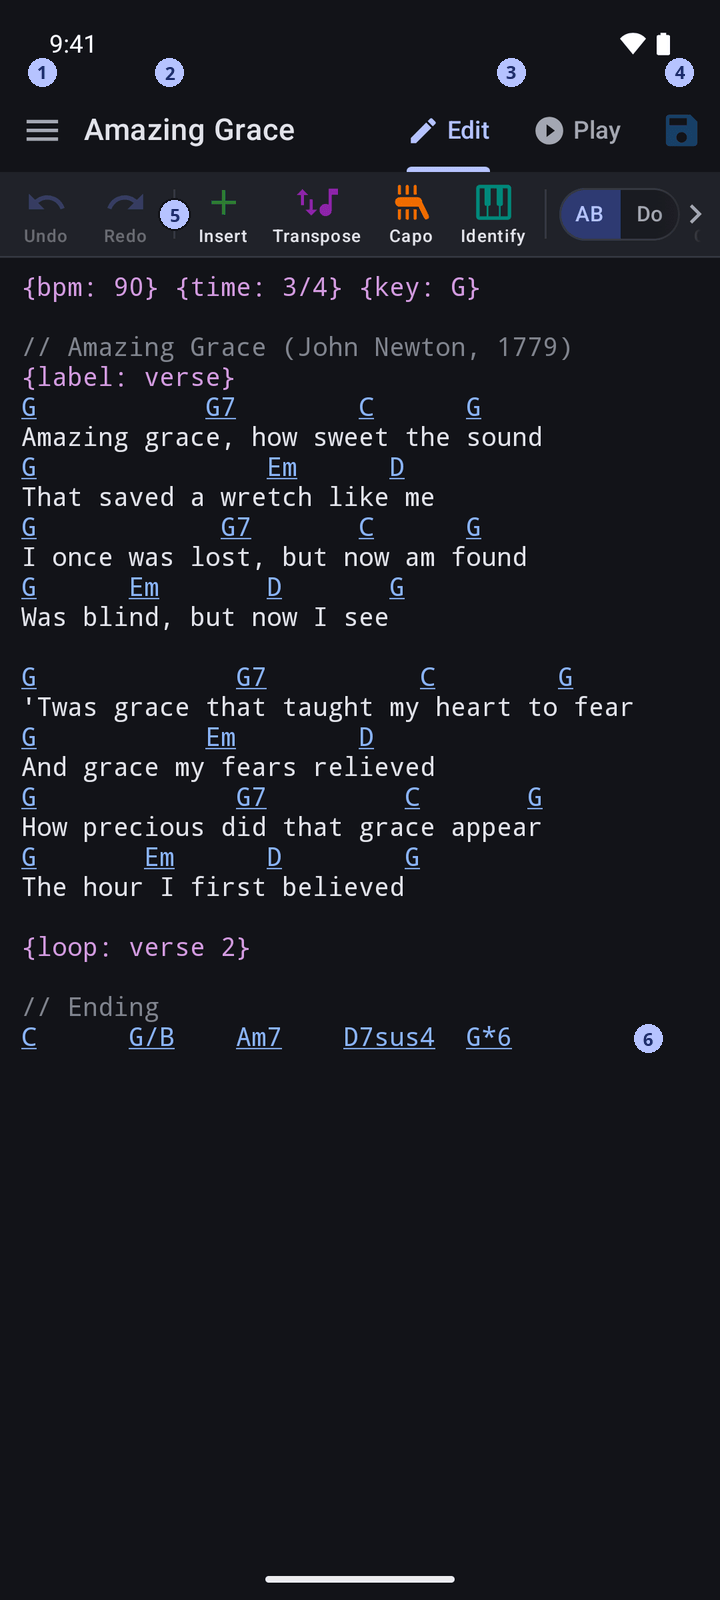 9:41
1 2 3 4
Amazing Grace Edit Play
5
Undo Redo Insert Transpose Capo Identify AB Do
{bpm: 90} {time: 3/4} {key: G}
// Amazing Grace (John Newton, 1779)
{label: verse}
G G7 C G
Amazing grace, how sweet the sound
G Em D
That saved a wretch like me
G G7 C G
I once was lost, but now am found
G Em D G
Was blind, but now I see
G G7 C G
'Twas grace that taught my heart to fear
G Em D
And grace my fears relieved
G G7 C G
How precious did that grace appear
G Em D G
The hour I first believed
{loop: verse 2}
// Ending
C G/B Am7 D7sus4 G*6 6